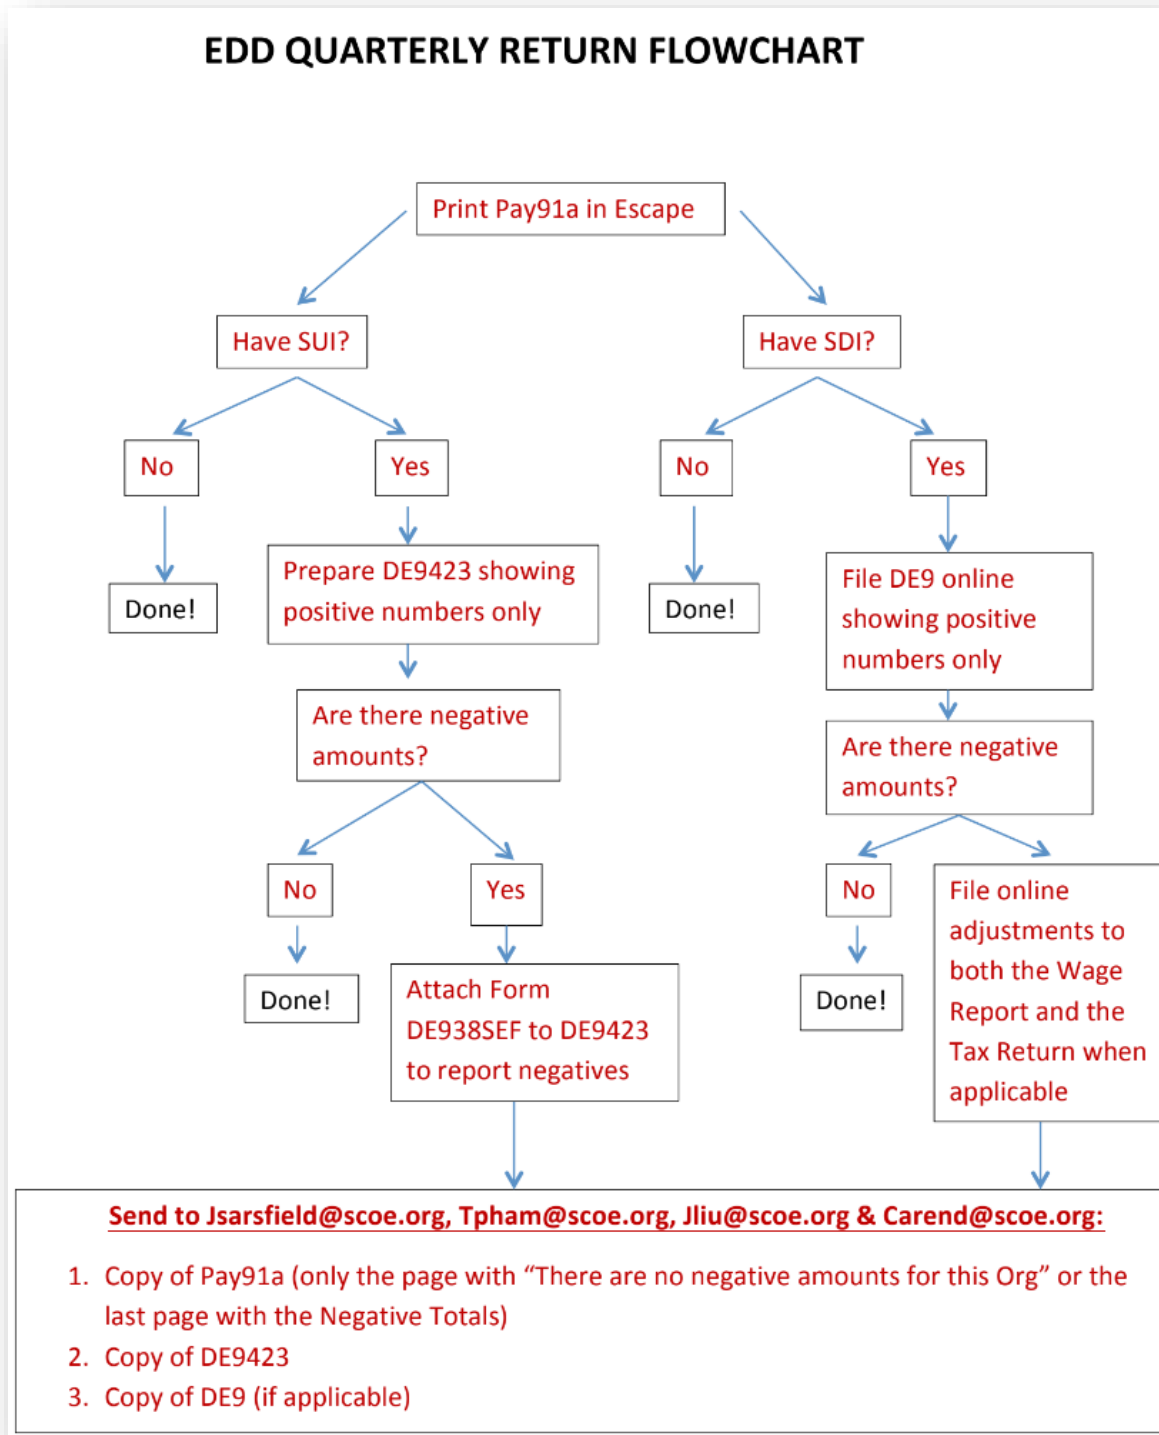 EDD QUARTERLY RETURN FLOWCHART
Print Pay91a in Escape
Have SUI?
Have SDI?
No
Yes
No
Yes
Done!
Prepare DE9423 showing
positive numbers only
Done!
File DE9 online
showing positive
numbers only
Are there negative
amounts?
Are there negative
amounts?
No
Yes
No
File online
adjustments to
both the Wage
Report and the
Tax Return when
applicable
Done!
Attach Form
DE938SEF to DE9423
to report negatives
Done!
Send to Jsarsfield@scoe.org, Tpham@scoe.org, Jliu@scoe.org & Carend@scoe.org:
1. Copy of Pay91a (only the page with “There are no negative amounts for this Org” or the
last page with the Negative Totals)
2. Copy of DE9423
3. Copy of DE9 (if applicable)